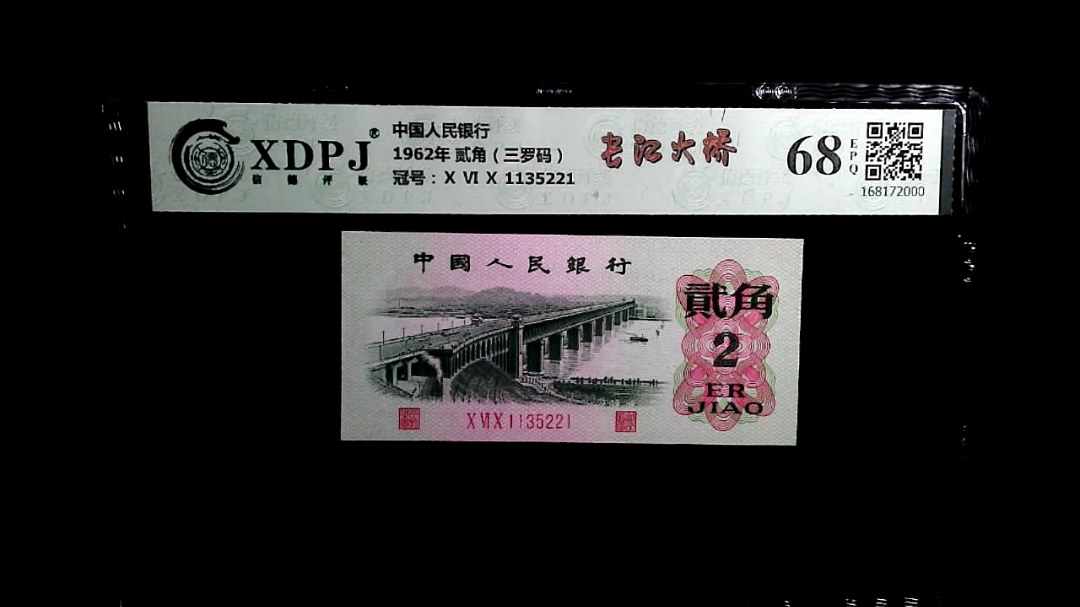 XDPJ®
信德评级
中国人民银行
1962年 贰角（三罗码）
冠号：X VI X 1135221
长江大桥
68
EPQ
168172000
中國人民銀行
貳角
2
ER
JIAO
X VI X 1135221